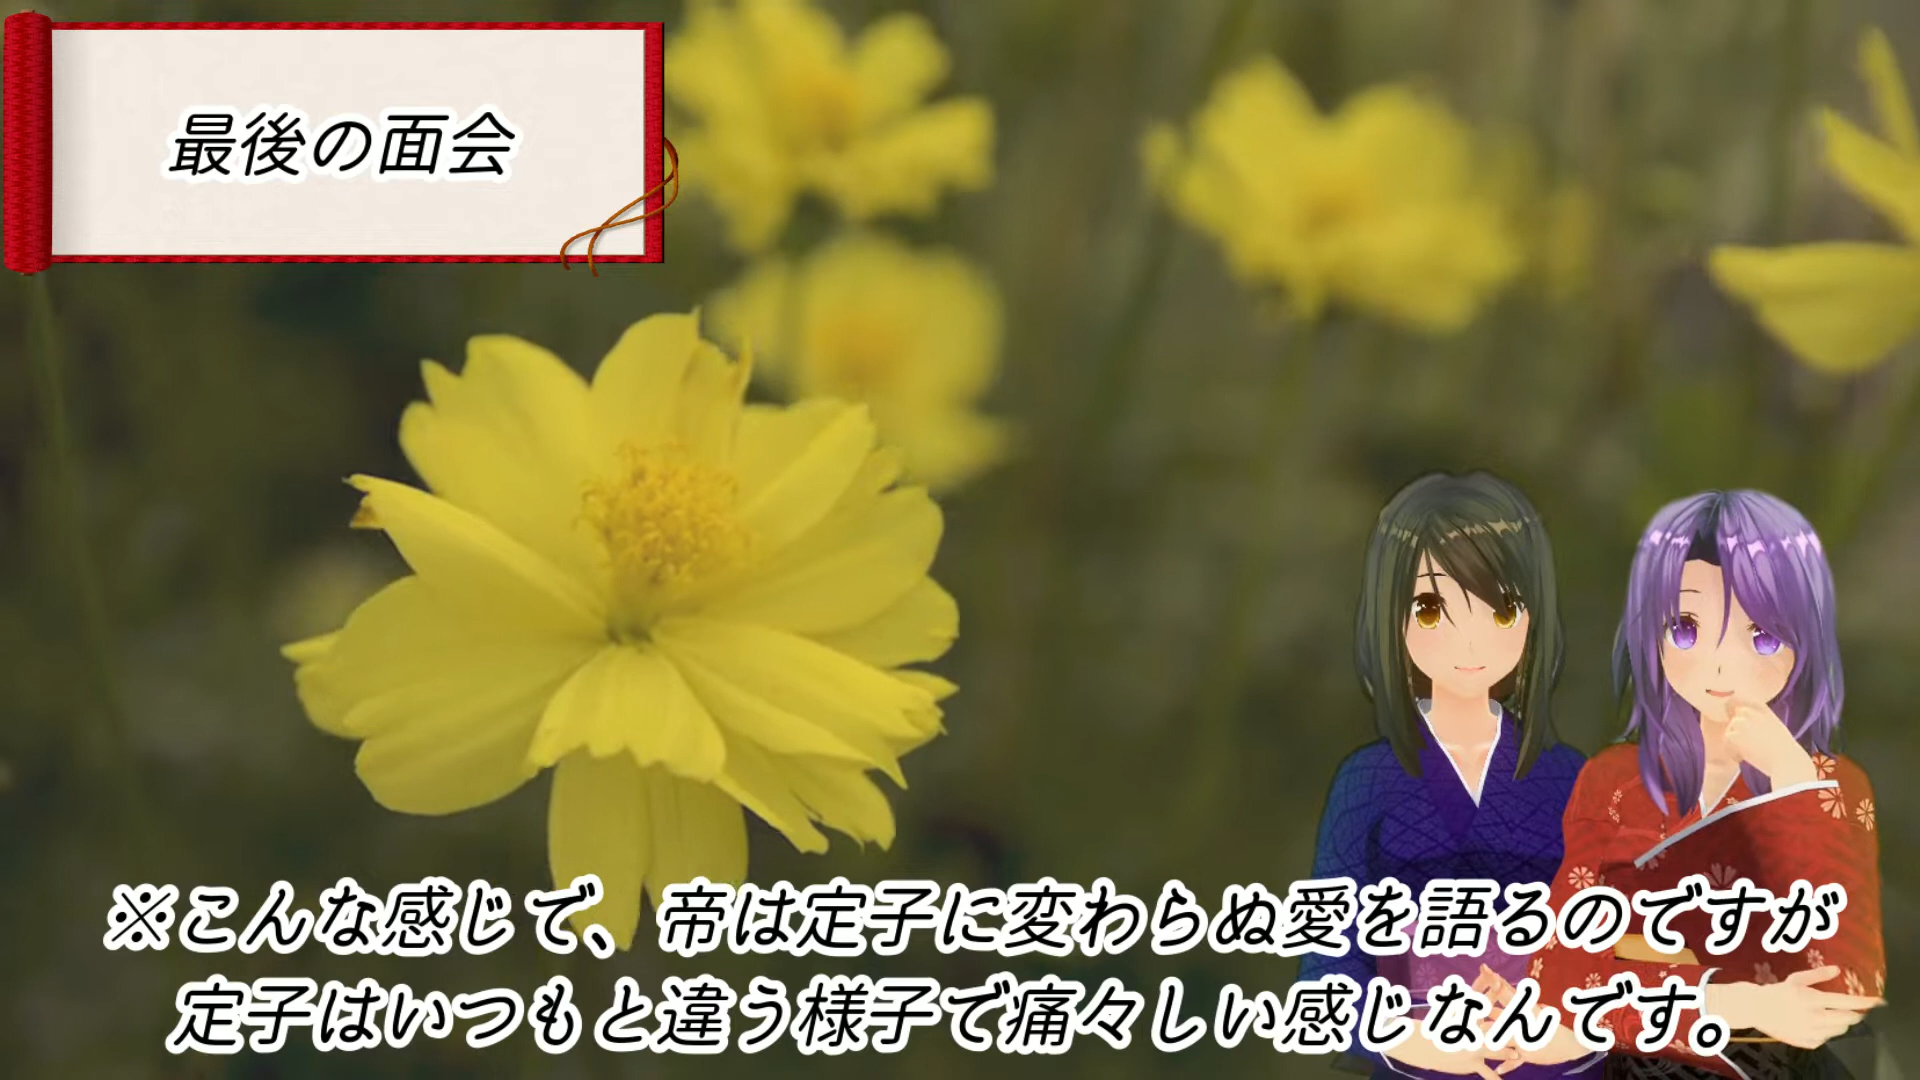 最後の面会
※こんな感じで、帝は定子に変わらぬ愛を語るのですが
定子はいつもと違う様子で痛々しい感じなんです。